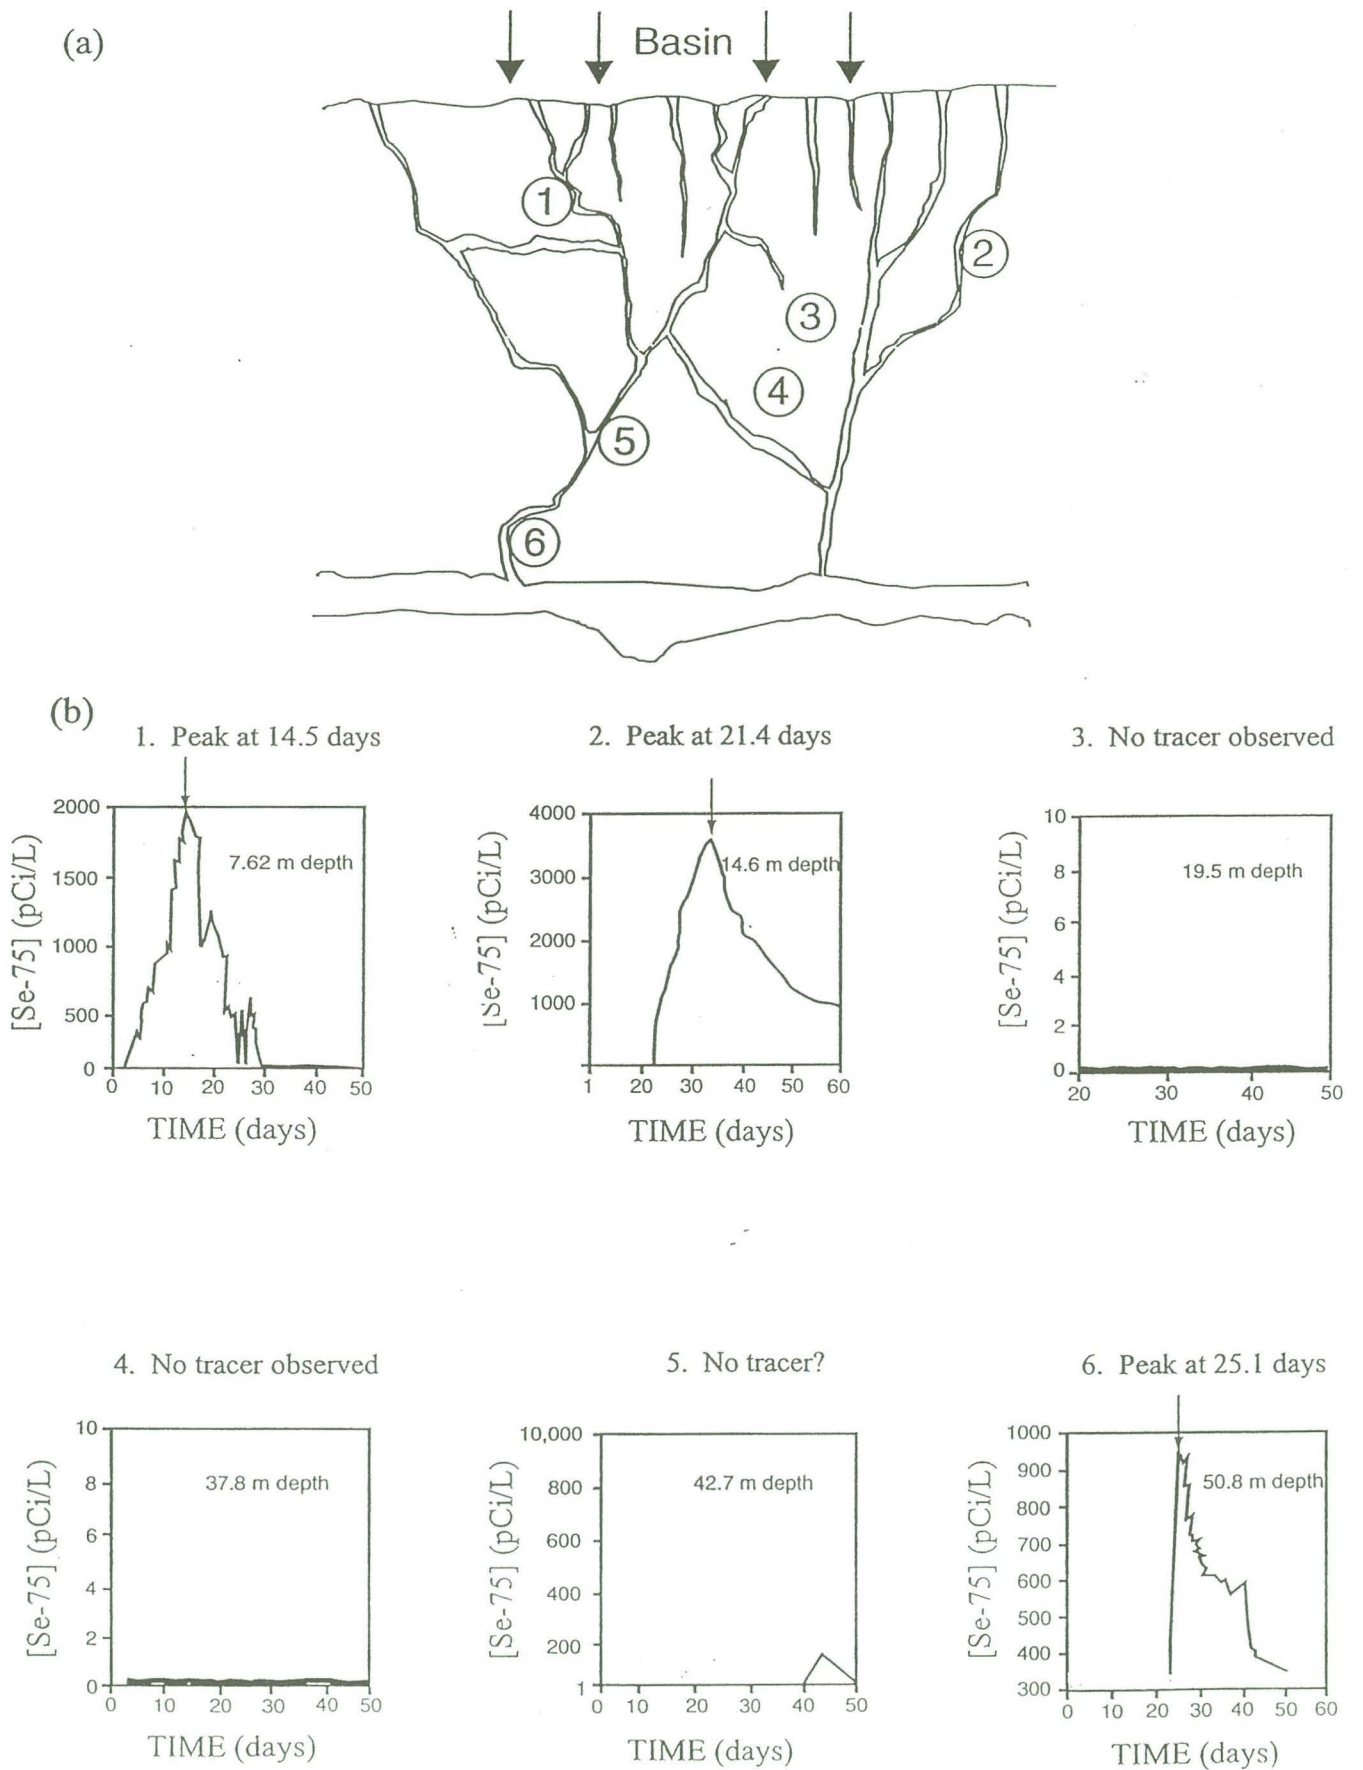 (a)
Basin
1
2
3
4
5
6
(b)
1. Peak at 14.5 days
[Se-75] (pCi/L)
2000
1500
1000
500
0
7.62 m depth
0 10 20 30 40 50
TIME (days)
2. Peak at 21.4 days
[Se-75] (pCi/L)
4000
3000
2000
1000
14.6 m depth
1 20 30 40 50 60
TIME (days)
3. No tracer observed
[Se-75] (pCi/L)
10
8
6
4
2
0
19.5 m depth
20 30 40 50
TIME (days)
4. No tracer observed
[Se-75] (pCi/L)
10
8
6
4
2
0
37.8 m depth
0 10 20 30 40 50
TIME (days)
5. No tracer?
[Se-75] (pCi/L)
10,000
800
600
400
200
1
42.7 m depth
0 10 20 30 40 50
TIME (days)
6. Peak at 25.1 days
[Se-75] (pCi/L)
1000
900
800
700
600
500
400
300
50.8 m depth
0 10 20 30 40 50 60
TIME (days)